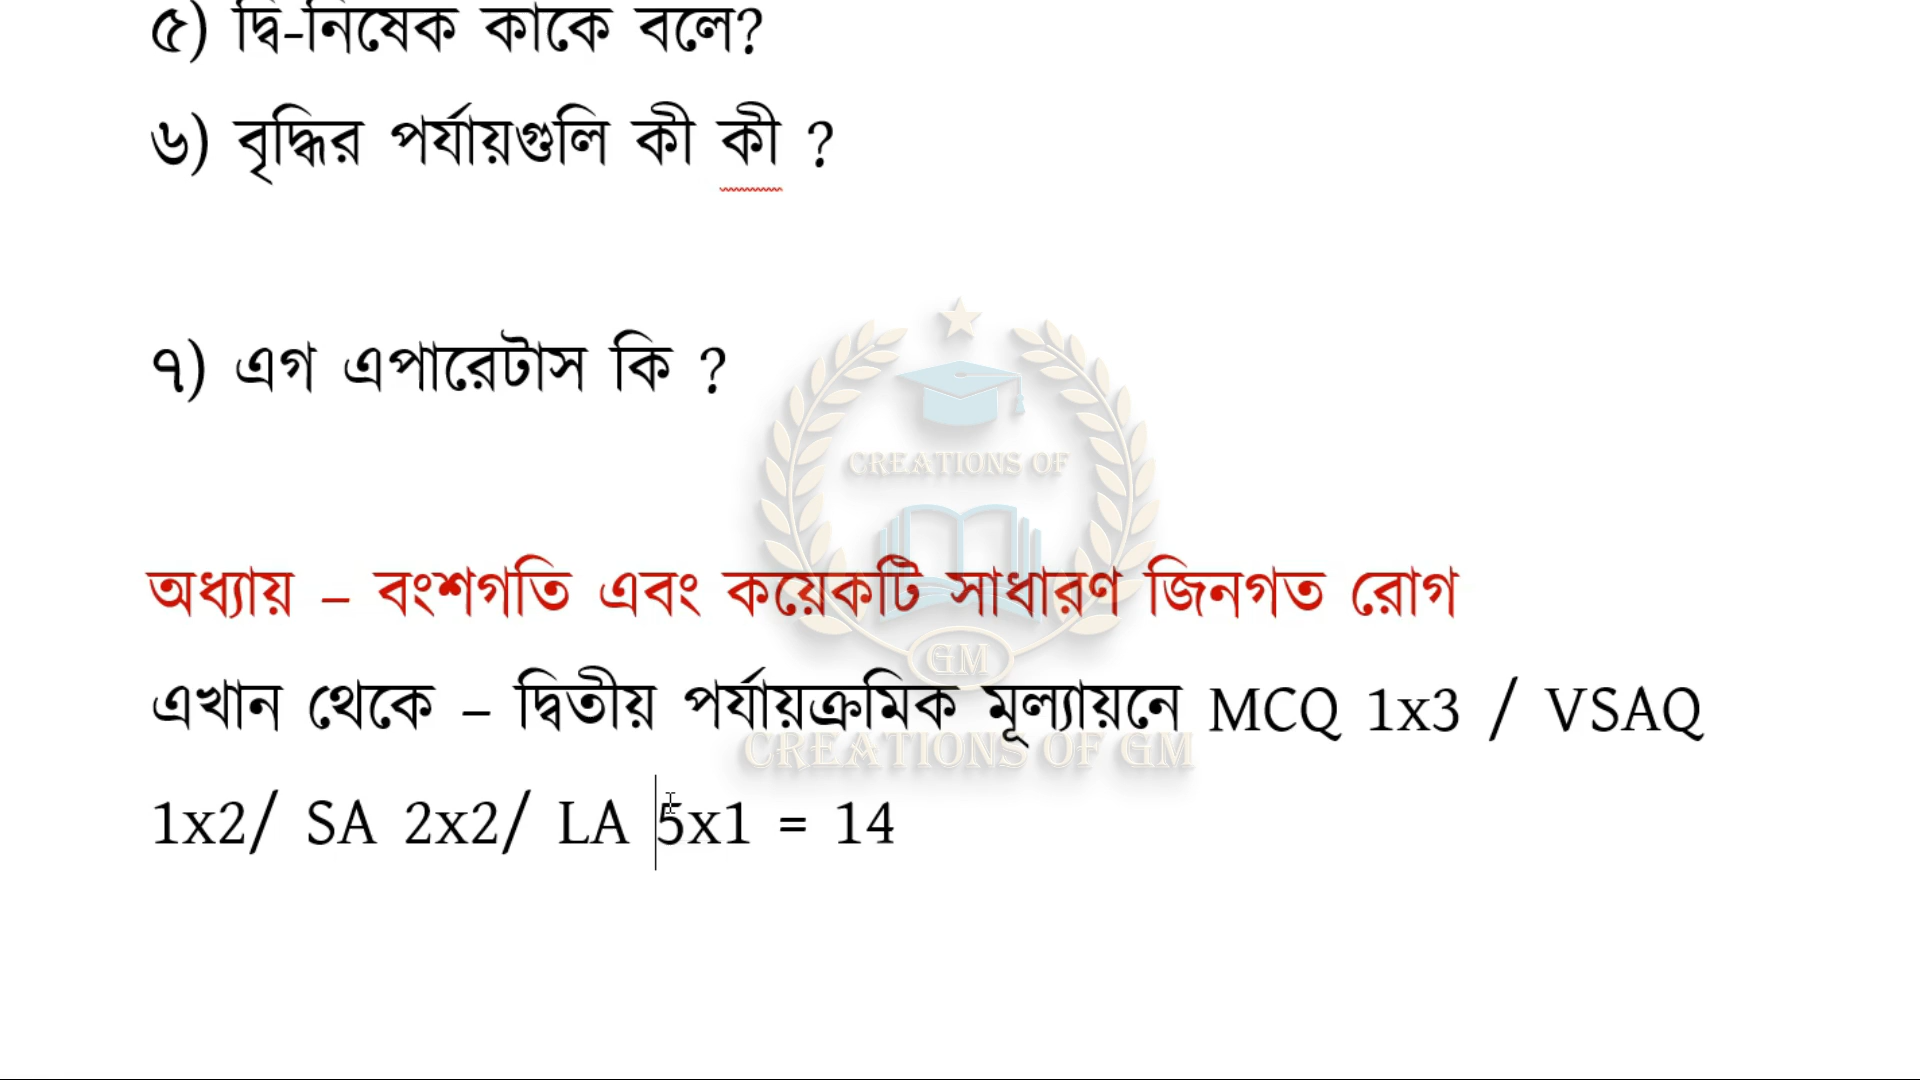 ৫) দ্বি-নিষেক কাকে বলে?
৬) বৃদ্ধির পর্যায়গুলি কী কী ?
৭) এগ এপারেটাস কি ?
CREATIONS OF
অধ্যায় – বংশগতি এবং কয়েকটি সাধারণ জিনগত রোগ
GM
এখান থেকে – দ্বিতীয় পর্যায়ক্রমিক মূল্যায়নে MCQ 1x3 / VSAQ
CREATIONS OF GM
1x2/ SA 2x2/ LA 5x1 = 14